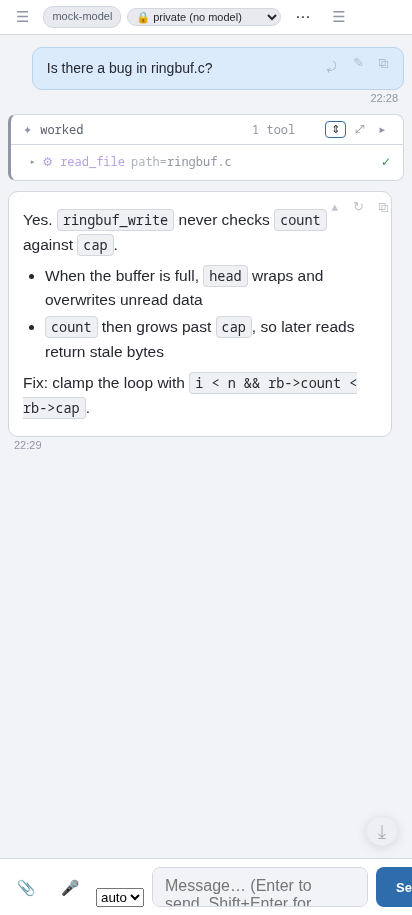 mock-model 🔒 private (no model) ⋯
Is there a bug in ringbuf.c?
22:28
worked 1 tool
read_file path=ringbuf.c ✓
Yes. ringbuf_write never checks count
against cap.
• When the buffer is full, head wraps and
overwrites unread data
• count then grows past cap, so later reads
return stale bytes
Fix: clamp the loop with i < n && rb->count <
rb->cap.
22:29
auto
Message… (Enter to
send, Shift+Enter for
Se